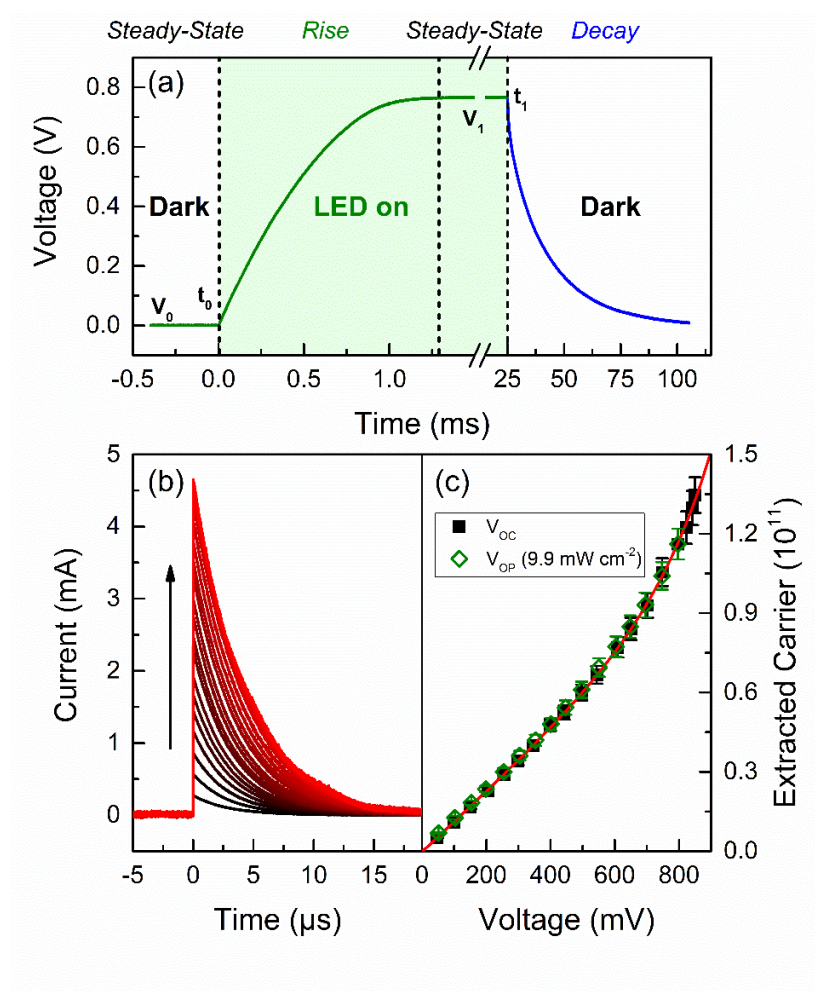 Steady-State Rise Steady-State Decay
(a)
0.8
0.6
0.4
0.2
0.0
Voltage (V)
Dark
LED on
Dark
V0
t0
V1
t1
-0.5 0.0 0.5 1.0 25 50 75 100
Time (ms)
(b)
5
4
3
2
1
0
Current (mA)
-5 0 5 10 15
Time (µs)
(c)
VOC
VOP (9.9 mW cm-2)
1.5
1.2
0.9
0.6
0.3
0.0
Extracted Carrier (10^11)
0 200 400 600 800
Voltage (mV)